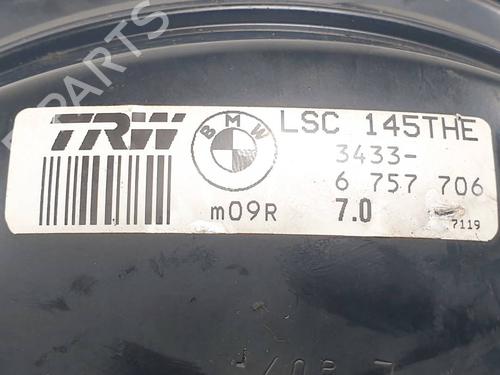 TRW
BMW
LSC 145THE
3433-
6 757 706
m09R
7.0
7119